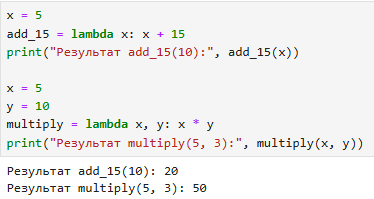 x = 5
add_15 = lambda x: x + 15
print("Результат add_15(10):", add_15(x))
x = 5
y = 10
multiply = lambda x, y: x * y
print("Результат multiply(5, 3):", multiply(x, y))
Результат add_15(10): 20
Результат multiply(5, 3): 50